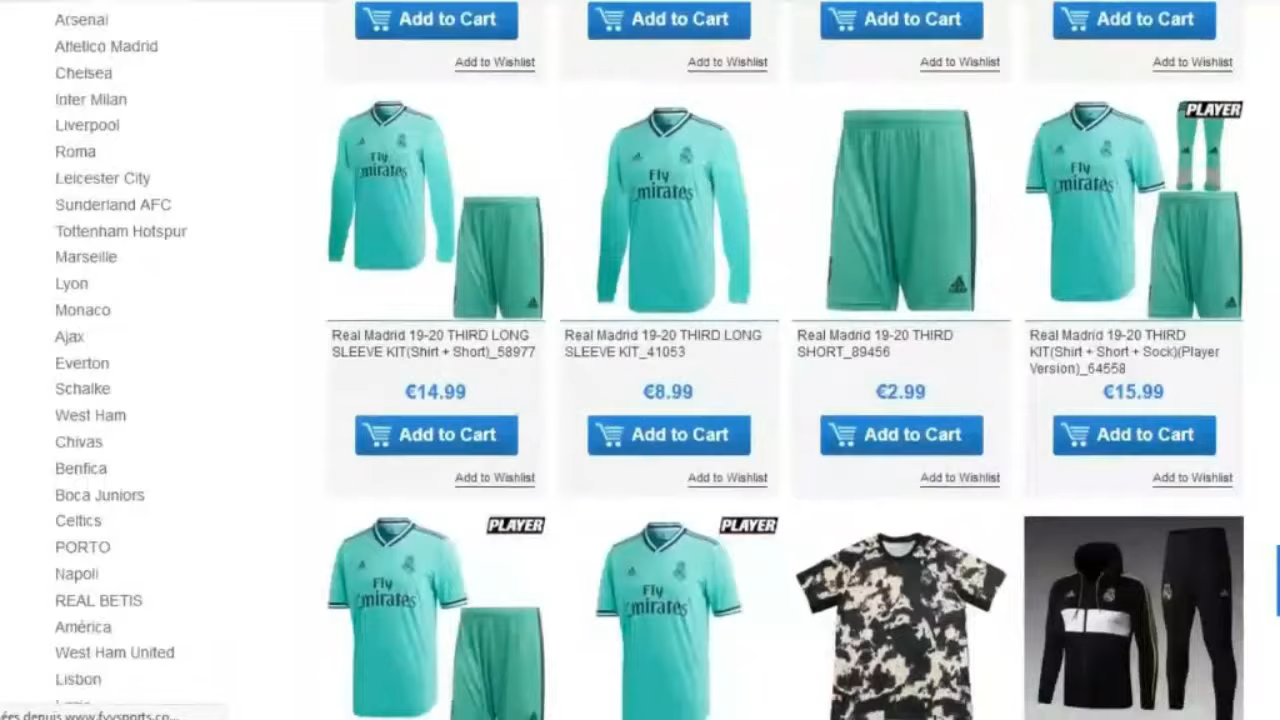 Arsenal
Atletico Madrid
Chelsea
Inter Milan
Liverpool
Roma
Leicester City
Sunderland AFC
Tottenham Hotspur
Marseille
Lyon
Monaco
Ajax
Everton
Schalke
West Ham
Chivas
Benfica
Boca Juniors
Celtics
PORTO
Napoli
REAL BETIS
América
West Ham United
Lisbon
Add to Cart
Add to Cart
Add to Cart
Add to Cart
Add to Wishlist
Add to Wishlist
Add to Wishlist
Add to Wishlist
Fly
Emirates
Fly
Emirates
PLAYER
Fly
Emirates
Real Madrid 19-20 THIRD LONG
SLEEVE KIT(Shirt + Short)_58977
Real Madrid 19-20 THIRD LONG
SLEEVE KIT_41053
Real Madrid 19-20 THIRD
SHORT_89456
Real Madrid 19-20 THIRD
KIT(Shirt + Short + Sock)(Player
Version)_64558
€14.99
€8.99
€2.99
€15.99
Add to Cart
Add to Cart
Add to Cart
Add to Cart
Add to Wishlist
Add to Wishlist
Add to Wishlist
Add to Wishlist
PLAYER
Fly
Emirates
PLAYER
Fly
Emirates